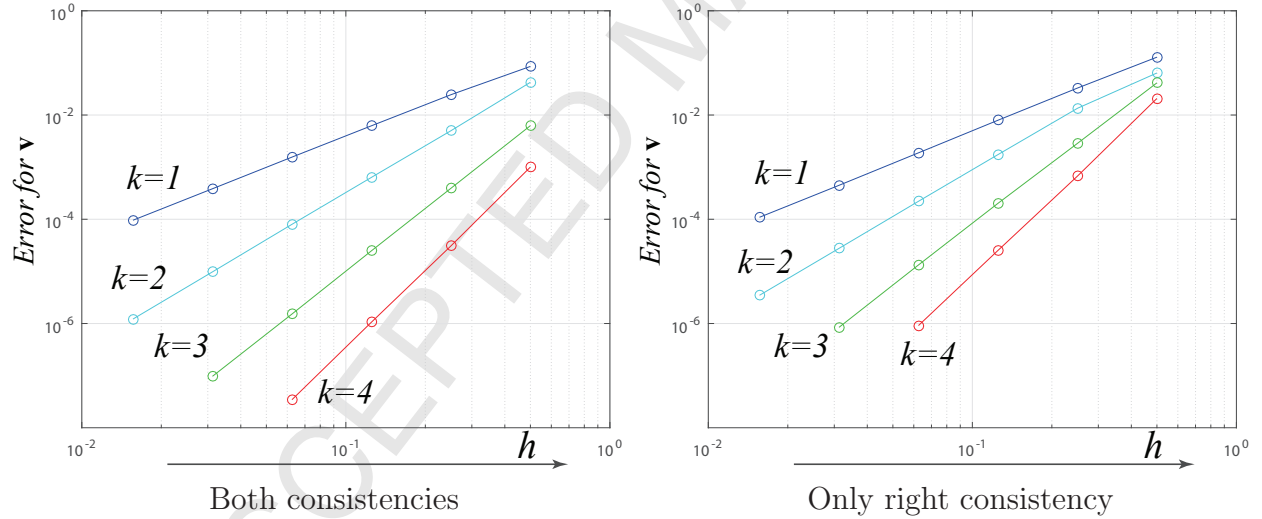 10^0
10^-2
10^-4
10^-6
Error for v
k=1
k=2
k=3
k=4
10^-2
10^-1
10^0
h
Both consistencies
10^0
10^-2
10^-4
10^-6
Error for v
k=1
k=2
k=3
k=4
10^-2
10^-1
10^0
h
Only right consistency
CCEPTED M